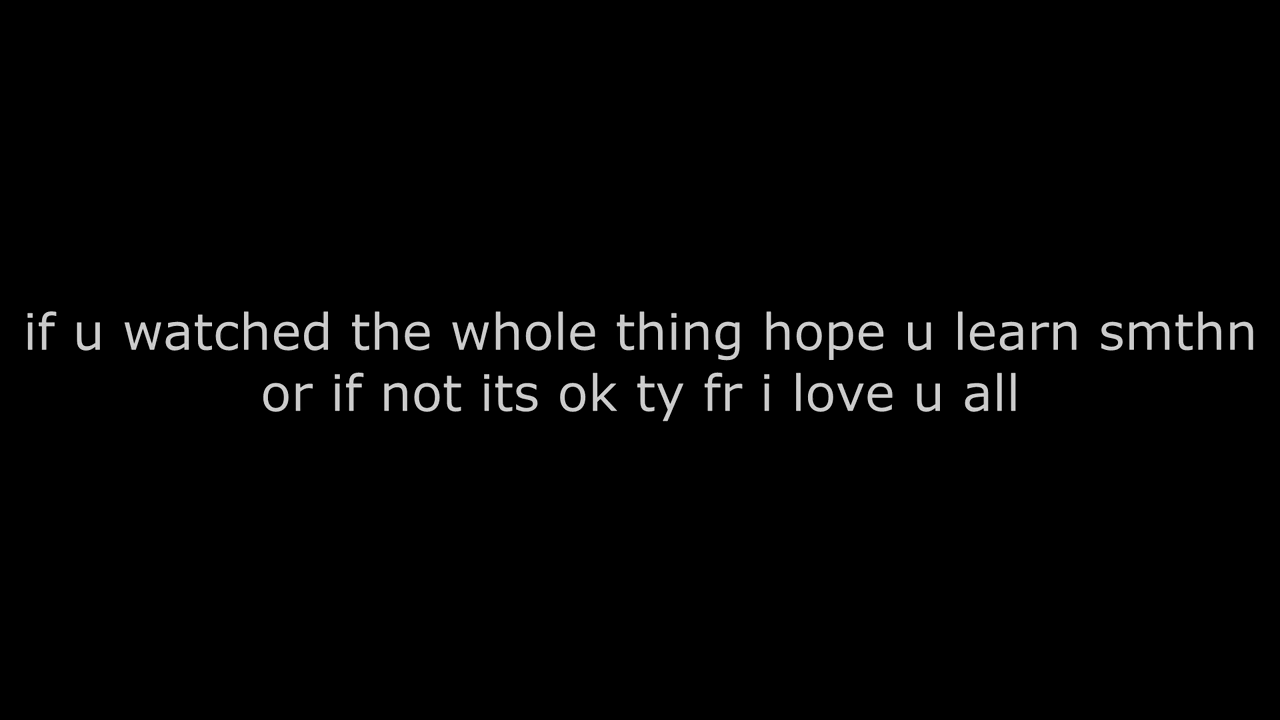 if u watched the whole thing hope u learn smthn
or if not its ok ty fr i love u all